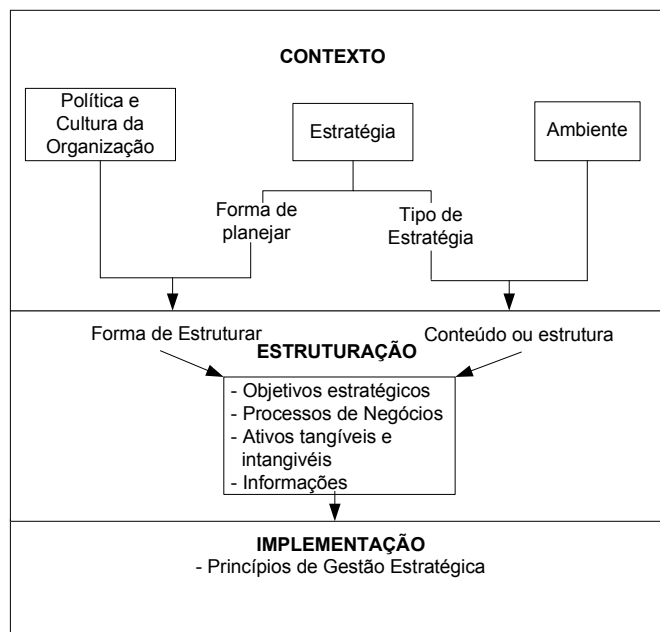 CONTEXTO
Política e
Cultura da
Organização
Estratégia
Ambiente
Forma de
planejar
Tipo de
Estratégia
Forma de Estruturar
Conteúdo ou estrutura
ESTRUTURAÇÃO
- Objetivos estratégicos
- Processos de Negócios
- Ativos tangíveis e
intangivéis
- Informações
IMPLEMENTAÇÃO
- Princípios de Gestão Estratégica